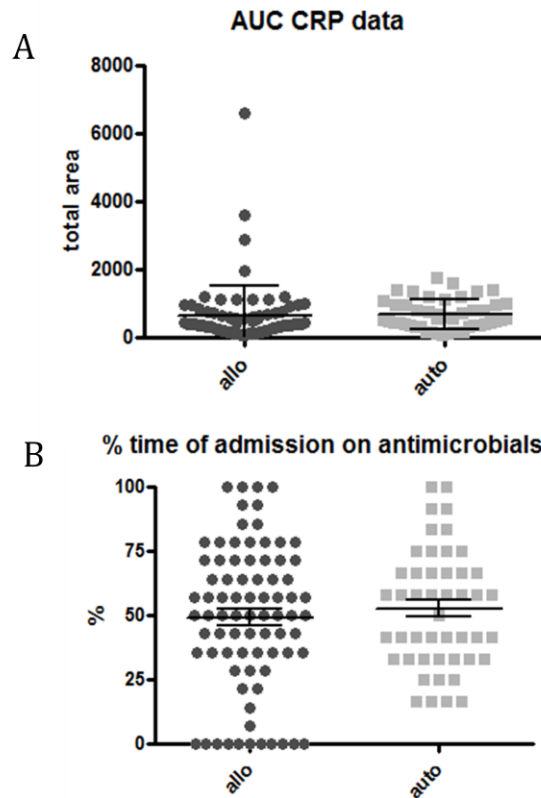 A
AUC CRP data
total area
8000
6000
4000
2000
0
allo
auto
B
% time of admission on antimicrobials
%
100
75
50
25
0
allo
auto